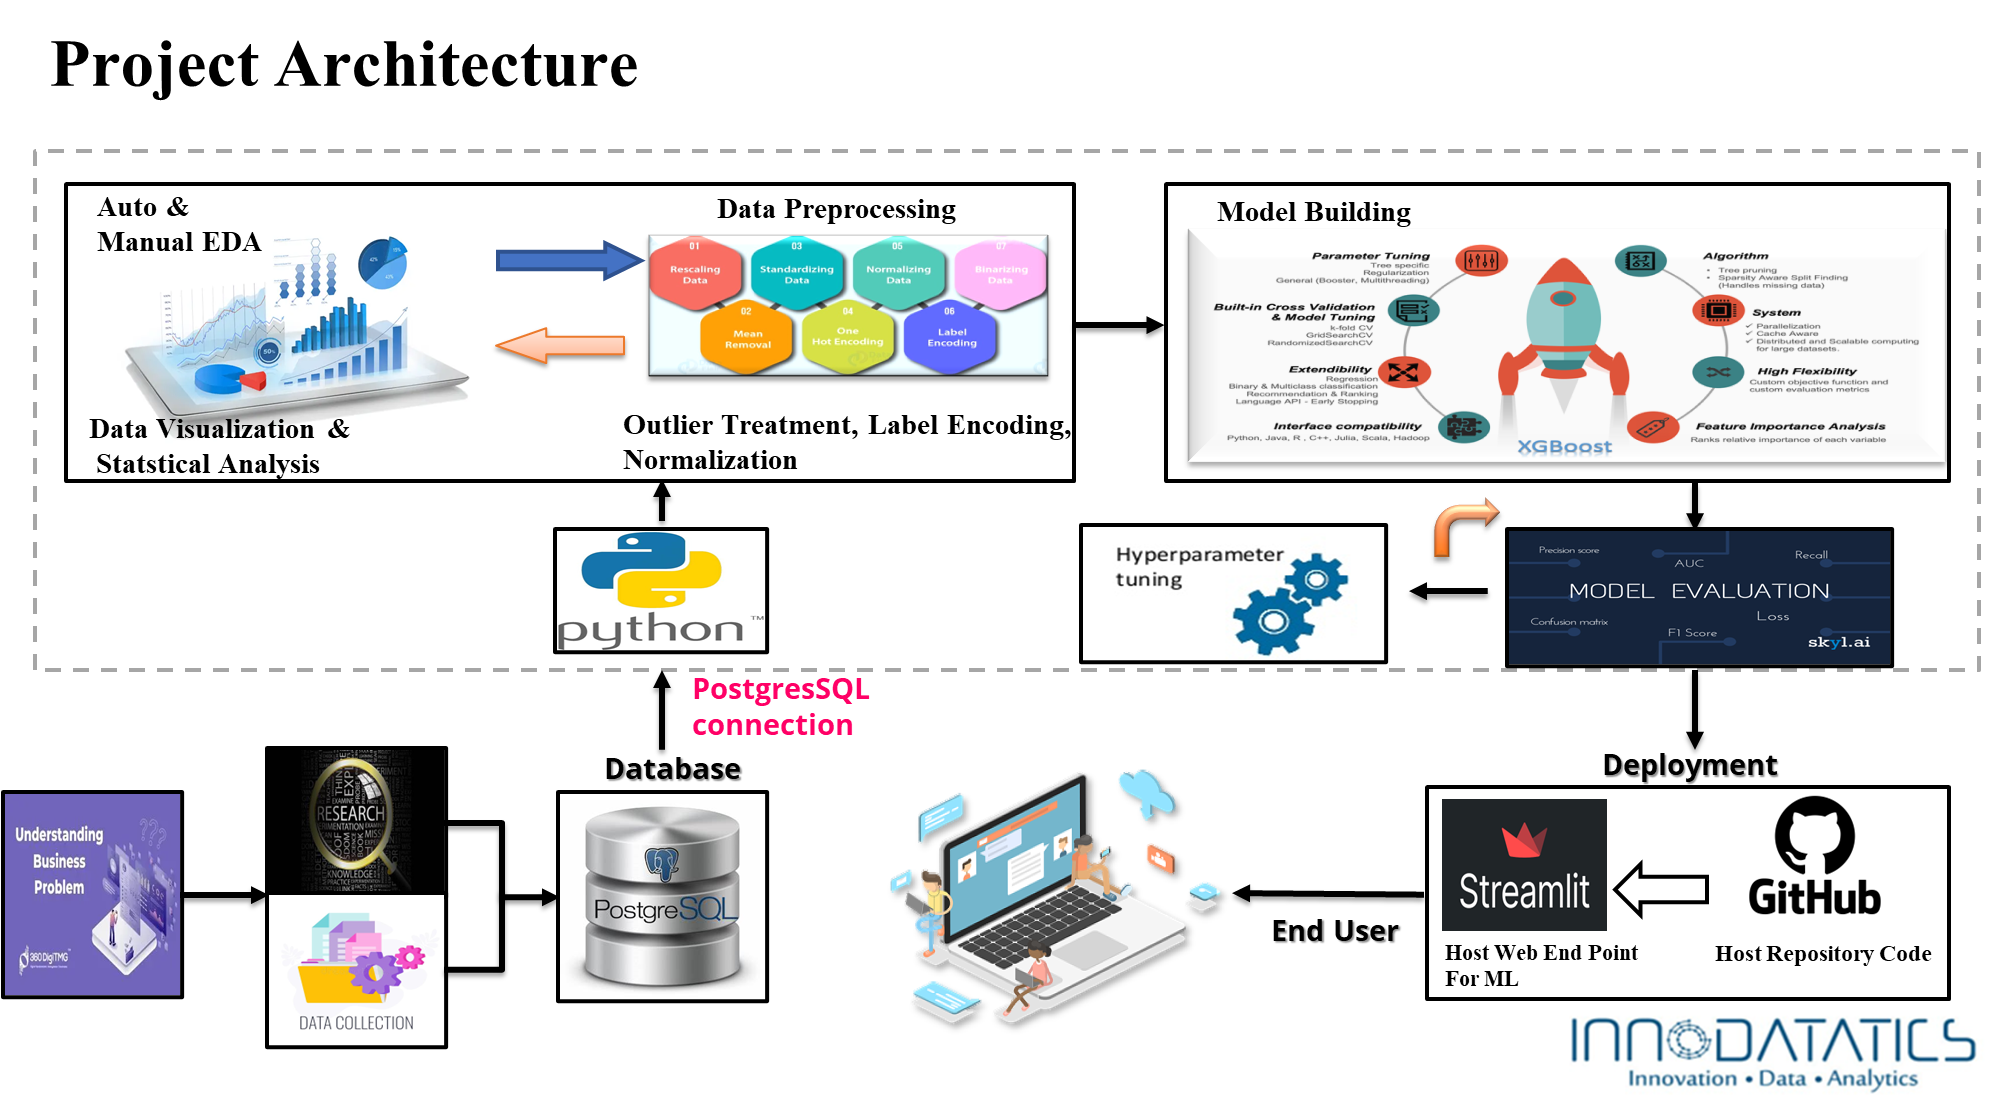 Project Architecture
Auto &
Manual EDA
Data Visualization &
Statstical Analysis
Data Preprocessing
01
Rescaling
Data
03
Standardizing
Data
05
Normalizing
Data
07
Binarizing
Data
02
Mean
Removal
04
One
Hot Encoding
06
Label
Encoding
Outlier Treatment, Label Encoding,
Normalization
Model Building
Parameter Tuning
Tree specific
Regularization
General (Booster, Multithreading)
Built-in Cross Validation
& Model Tuning
k-fold CV
GridSearchCV
RandomizedSearchCV
Extendibility
Regression
Binary & Multiclass classification
Recommendation & Ranking
Language API - Early Stopping
Interface compatibility
Python, Java, R , C++, Julia, Scala, Hadoop
Algorithm
• Tree pruning
• Sparsity Aware Split Finding
(Handles missing data)
System
✓ Parallelization
✓ Cache Aware
✓ Distributed and Scalable computing
for large datasets.
High Flexibility
Custom objective function and
custom evaluation metrics
Feature Importance Analysis
Ranks relative importance of each variable
XGBoost
python™
Hyperparameter
tuning
Precision score
AUC
Recall
MODEL EVALUATION
Loss
Confusion matrix
F1 Score
skyl.ai
PostgresSQL
connection
Database
PostgreSQL
Understanding
Business
Problem
360DigiTMG
RESEARCH
KNOWLEDGE
DATA COLLECTION
End User
Deployment
Streamlit
GitHub
Host Web End Point
For ML
Host Repository Code
INNODATATICS
Innovation • Data • Analytics